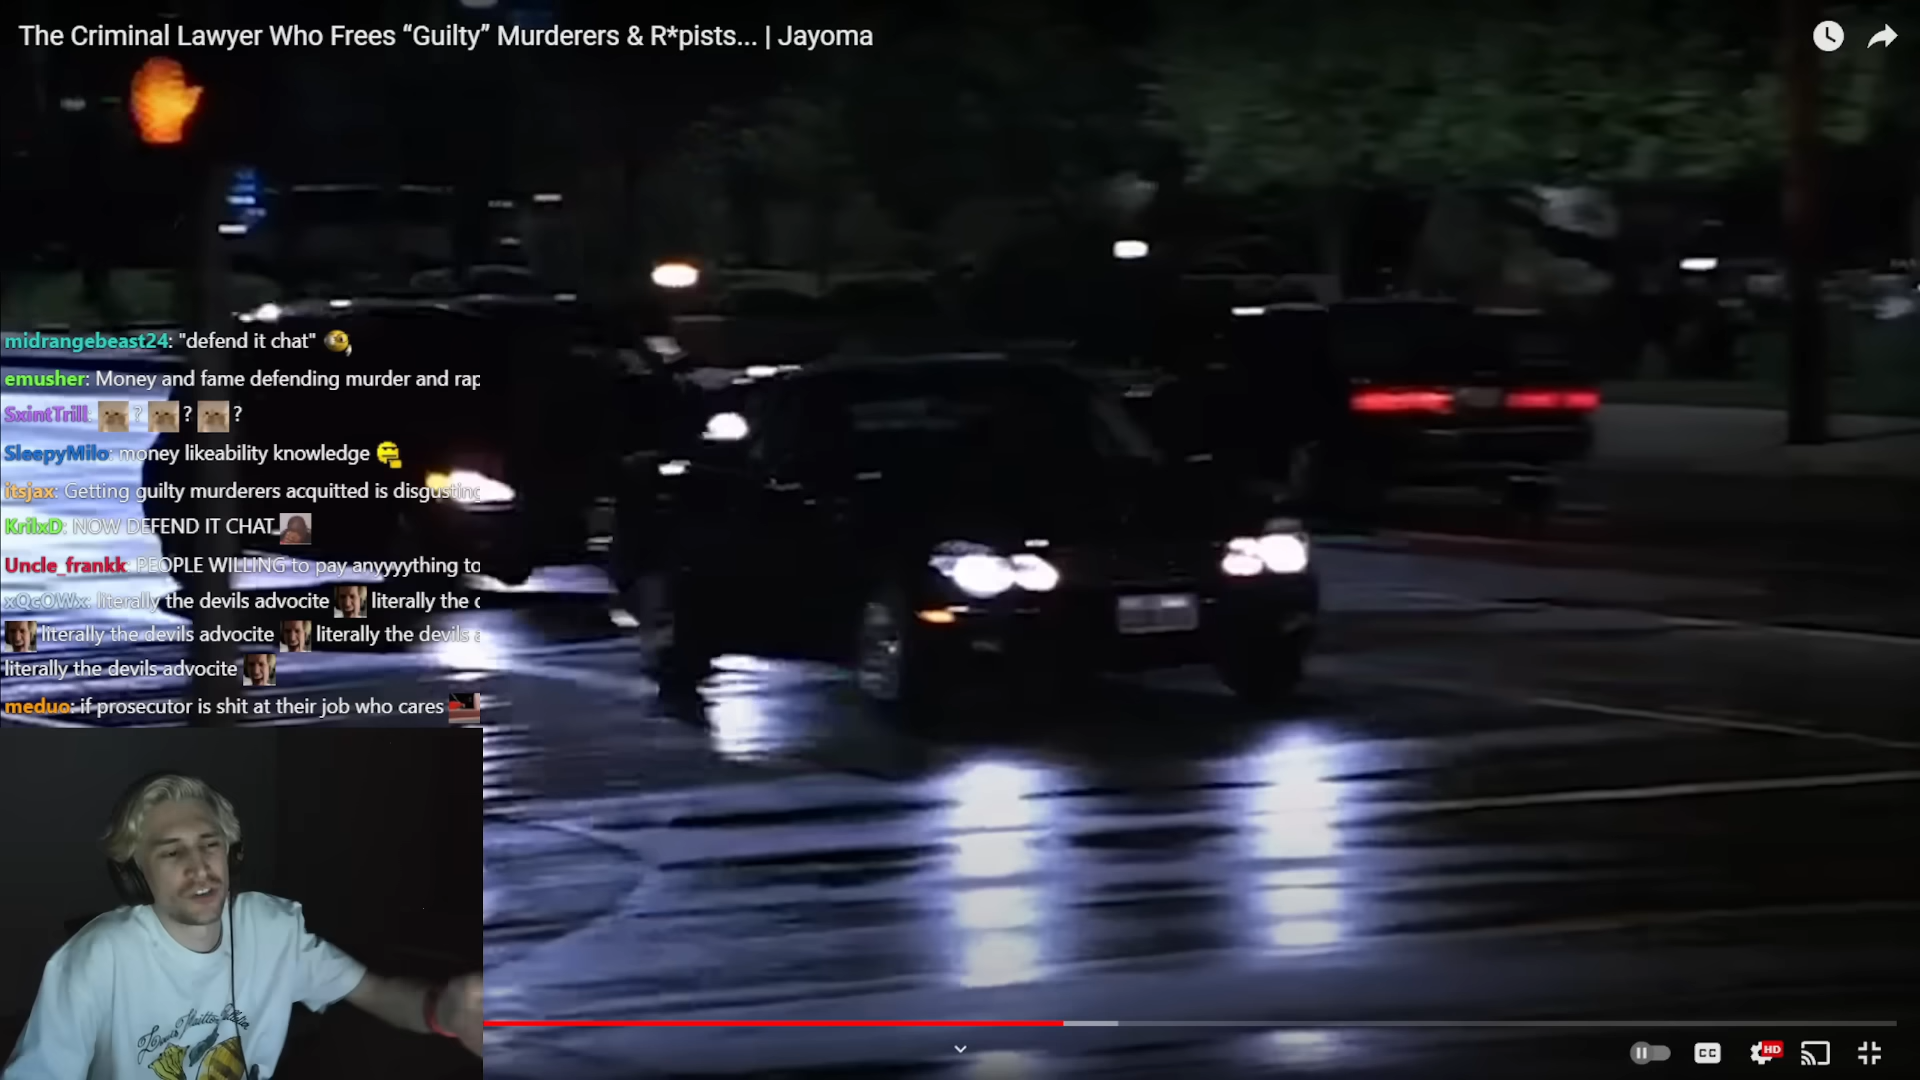 The Criminal Lawyer Who Frees “Guilty” Murderers & R*pists... | Jayoma
midrangebeast24: "defend it chat"
emusher: Money and fame defending murder and rap
SxintTrill: ? ? ?
SleepyMilo: money likeability knowledge
itsjax: Getting guilty murderers acquitted is disgusting
KrilxD: NOW DEFEND IT CHAT
Uncle_frankk: PEOPLE WILLING to pay anyyyything to
xQcOWx: literally the devils advocite literally the
literally the devils advocite literally the devils
literally the devils advocite
meduo: if prosecutor is shit at their job who cares
CC
HD